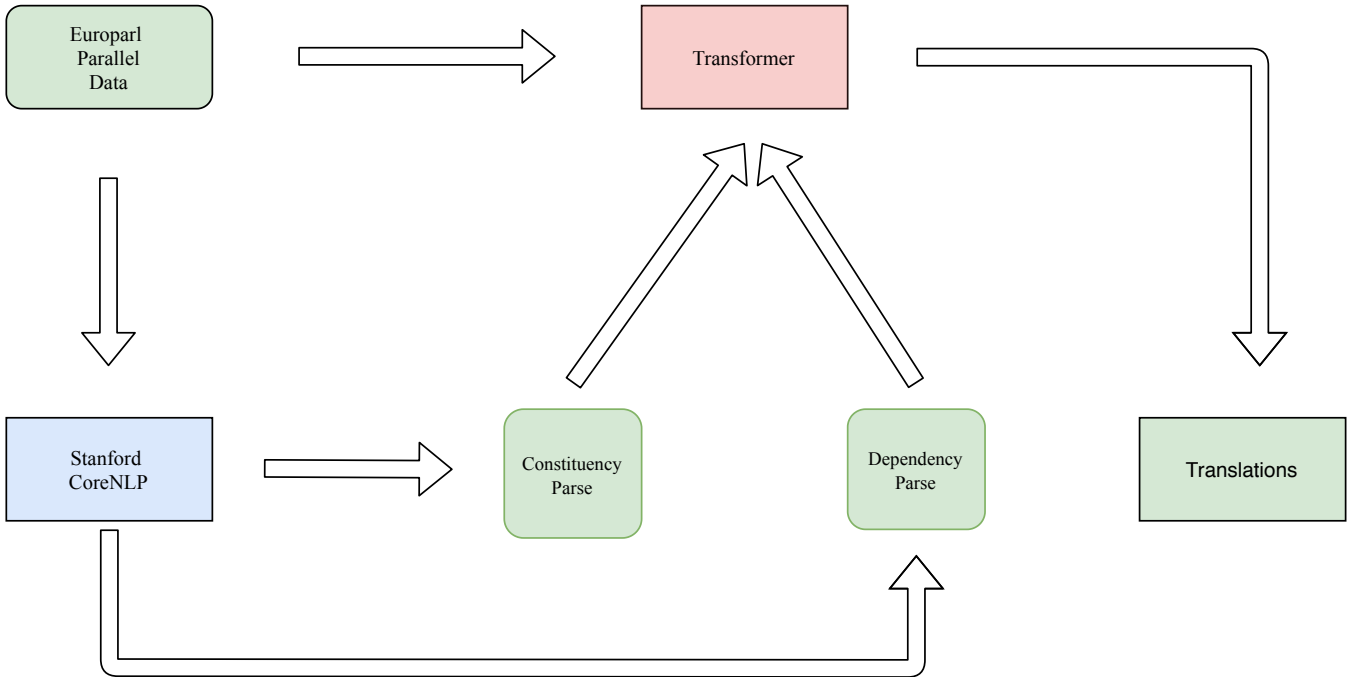 Europarl
Parallel
Data
Transformer
Stanford
CoreNLP
Constituency
Parse
Dependency
Parse
Translations